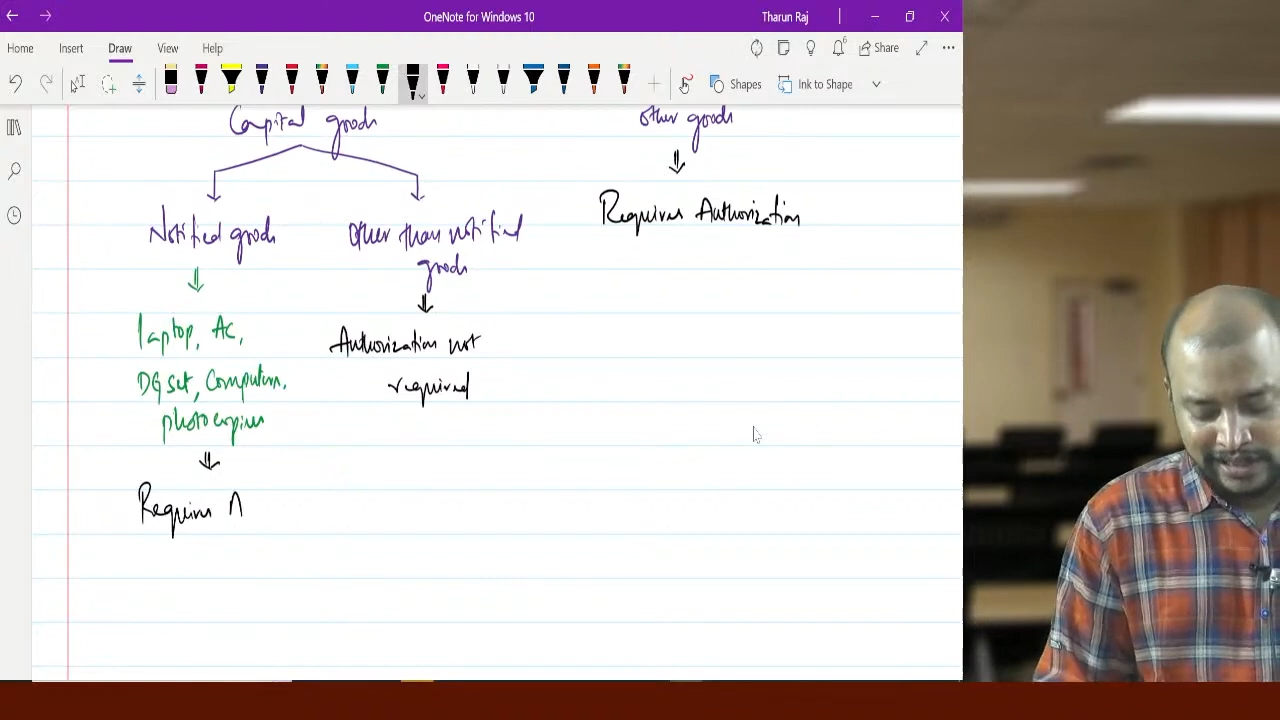 OneNote for Windows 10
Tharun Raj
Home Insert Draw View Help
6
Share
Shapes
Ink to Shape
Capital goods
other goods
Requires Authorization
Notified goods
Other than notified
goods
laptop, AC,
DG set, Computers,
photocopiers
Authorization not
required
Requires A